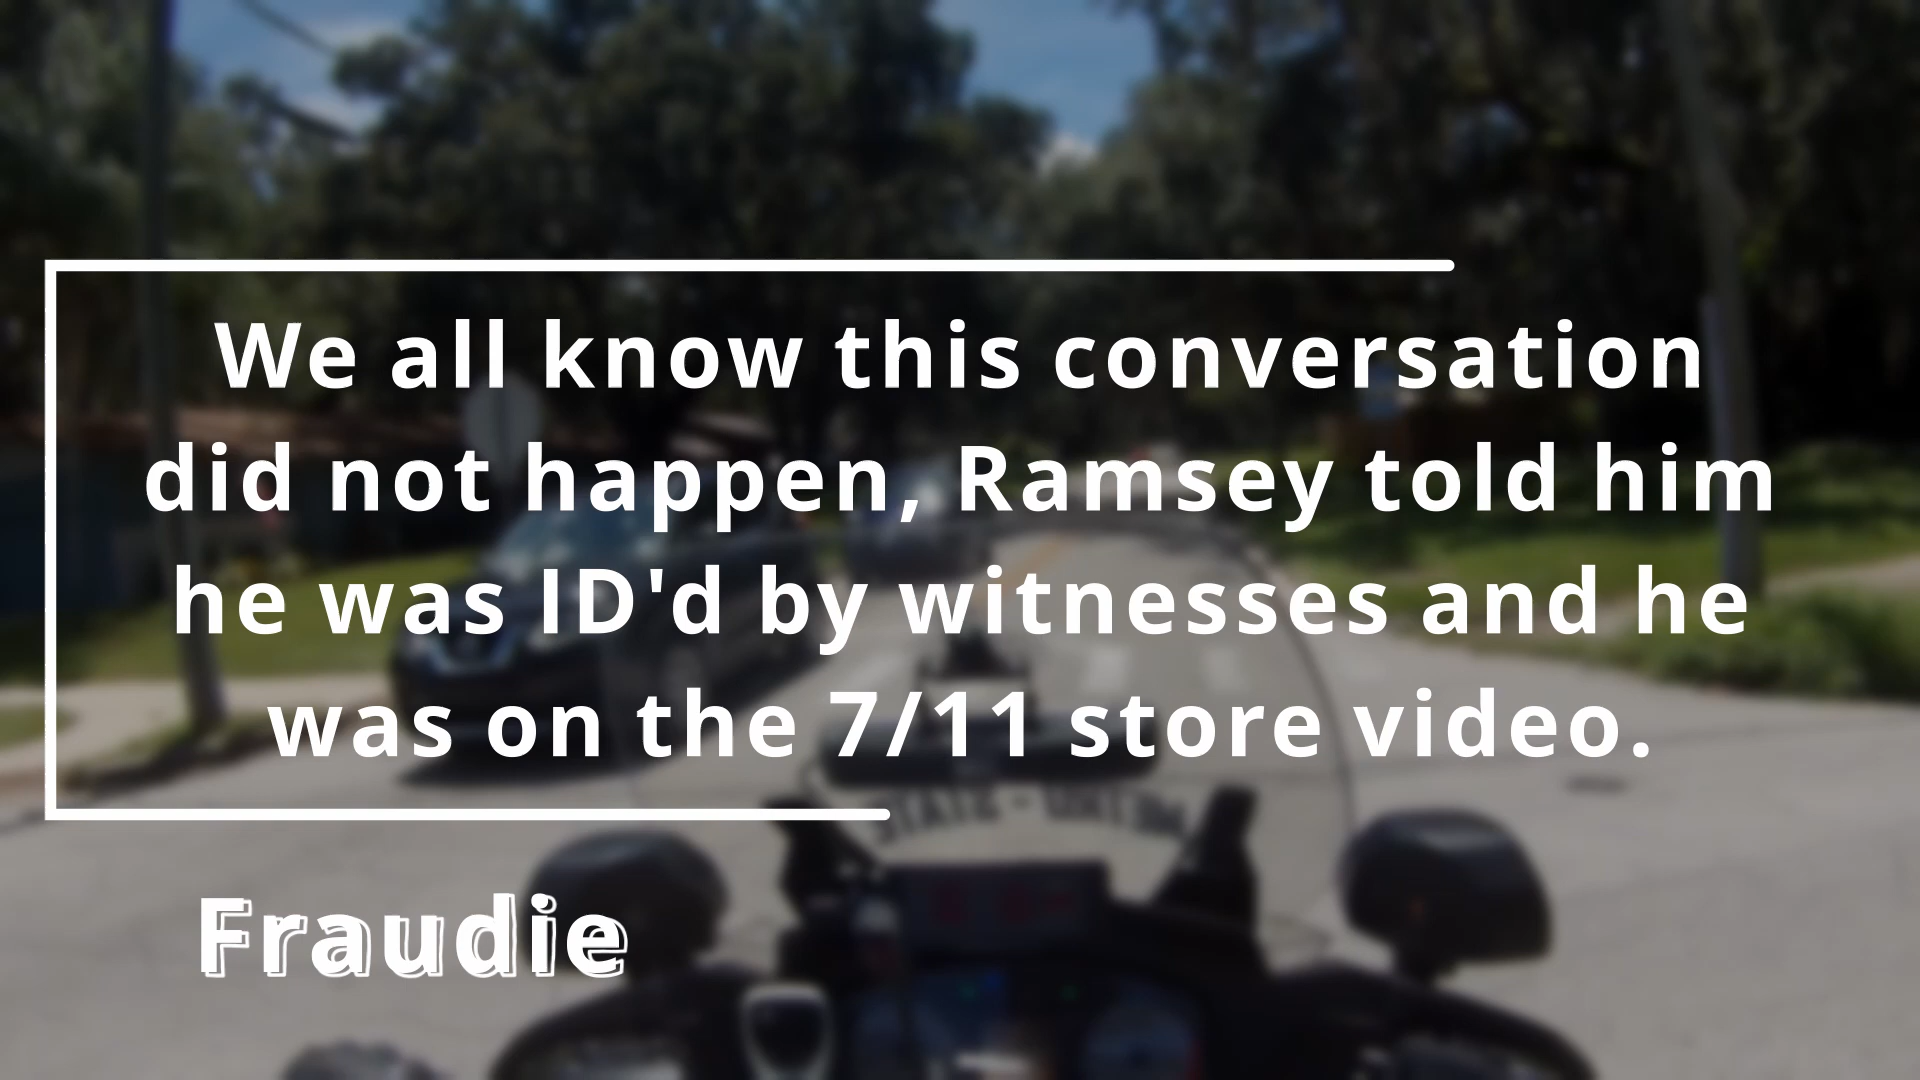 We all know this conversation
did not happen, Ramsey told him
he was ID'd by witnesses and he
was on the 7/11 store video.
Fraudie